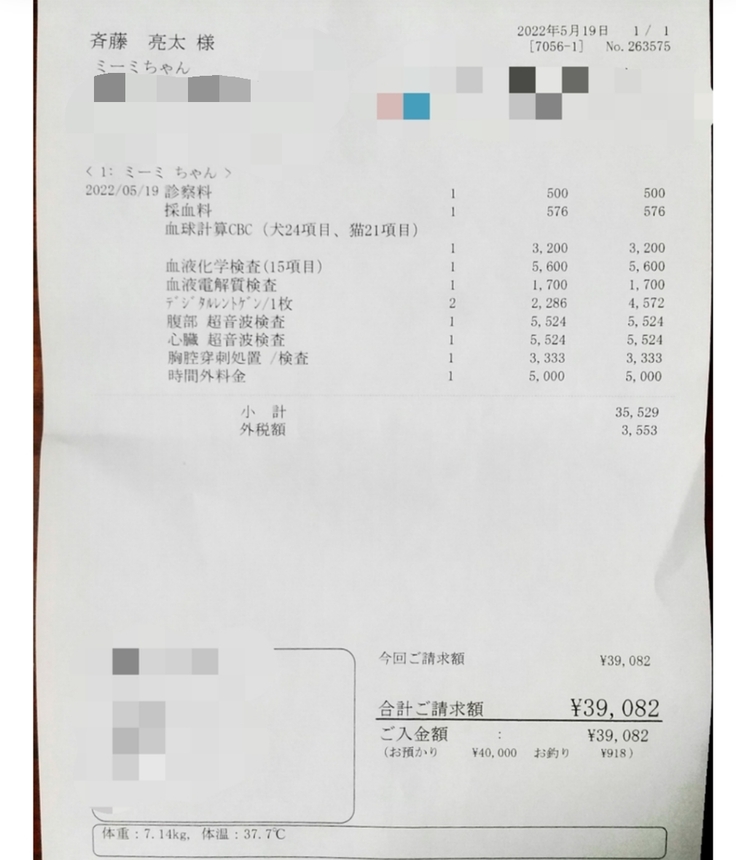 斉藤 亮太 様
2022年5月19日 1/ 1
[7056-1] No. 263575
ミーミちゃん
< 1: ミーミ ちゃん >
2022/05/19 診察料 1 500 500
採血料 1 576 576
血球計算CBC (犬24項目、猫21項目)
1 3,200 3,200
血液化学検査(15項目) 1 5,600 5,600
血液電解質検査 1 1,700 1,700
デジタルレントゲン/1枚 2 2,286 4,572
腹部 超音波検査 1 5,524 5,524
心臓 超音波検査 1 5,524 5,524
胸腔穿刺処置 /検査 1 3,333 3,333
時間外料金 1 5,000 5,000
小 計 35,529
外税額 3,553
今回ご請求額 ¥39,082
合計ご請求額 ¥39,082
ご入金額 : ¥39,082
(お預かり ¥40,000 お釣り ¥918)
体重：7.14kg, 体温：37.7℃